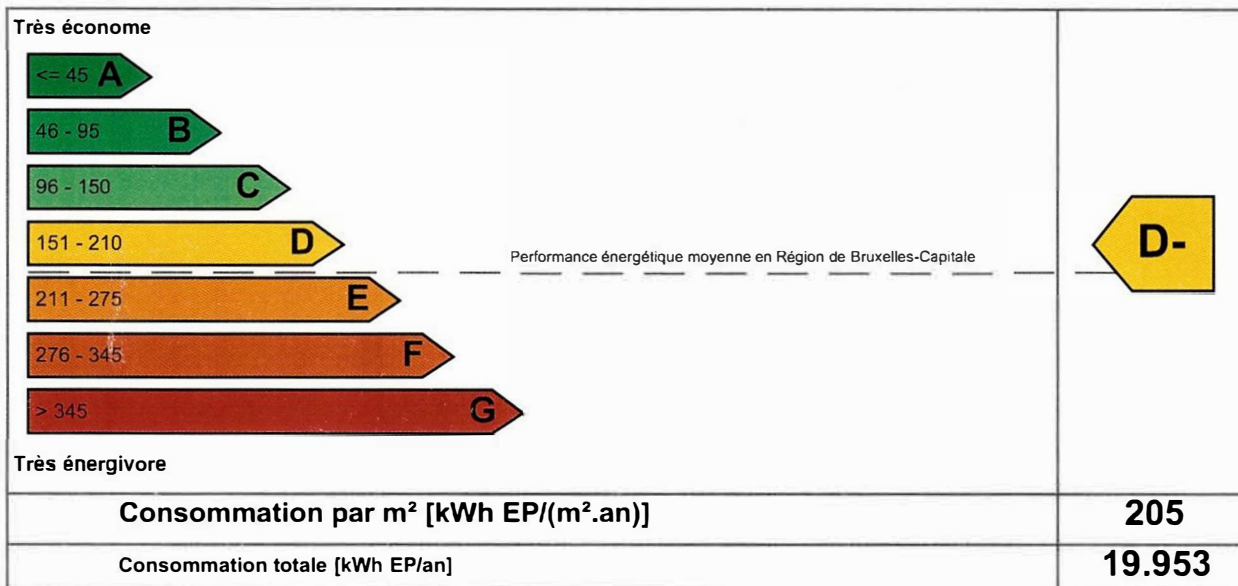 Très économe
<= 45 A
46 - 95 B
96 - 150 C
151 - 210 D
Performance énergétique moyenne en Région de Bruxelles-Capitale
D-
211 - 275 E
276 - 345 F
> 345 G
Très énergivore
Consommation par m² [kWh EP/(m².an)] 205
Consommation totale [kWh EP/an] 19.953